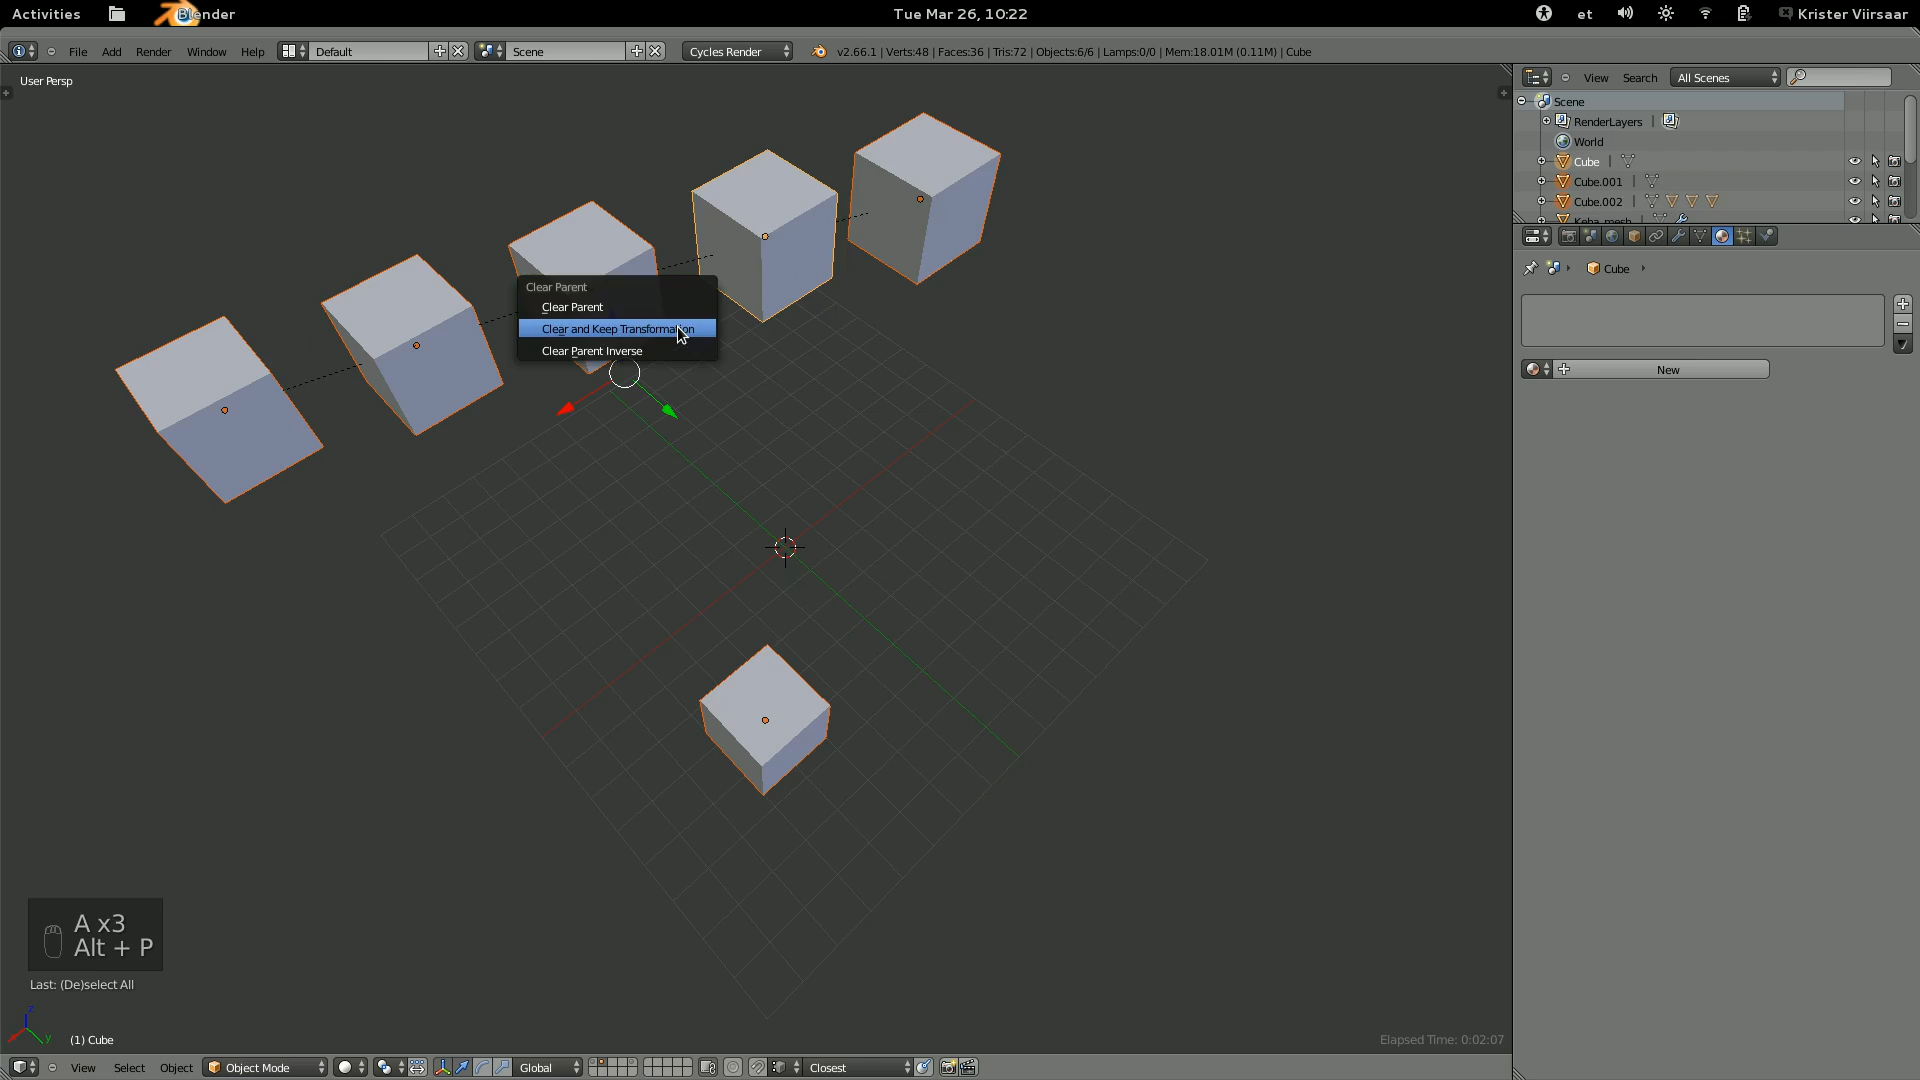 Activities Blender Tue Mar 26, 10:22 et Krister Viirsaar
File Add Render Window Help Default Scene Cycles Render v2.66.1 | Verts:48 | Faces:36 | Tris:72 | Objects:6/6 | Lamps:0/0 | Mem:18.01M (0.11M) | Cube
User Persp
View Search All Scenes
Scene
RenderLayers |
World
Cube |
Cube.001 |
Cube.002 |
Keha_mesh
Cube
New
Clear Parent
Clear Parent
Clear and Keep Transformation
Clear Parent Inverse
A x3
Alt + P
Last: (De)select All
z
y
(1) Cube
Elapsed Time: 0:02:07
View Select Object Object Mode Global Closest